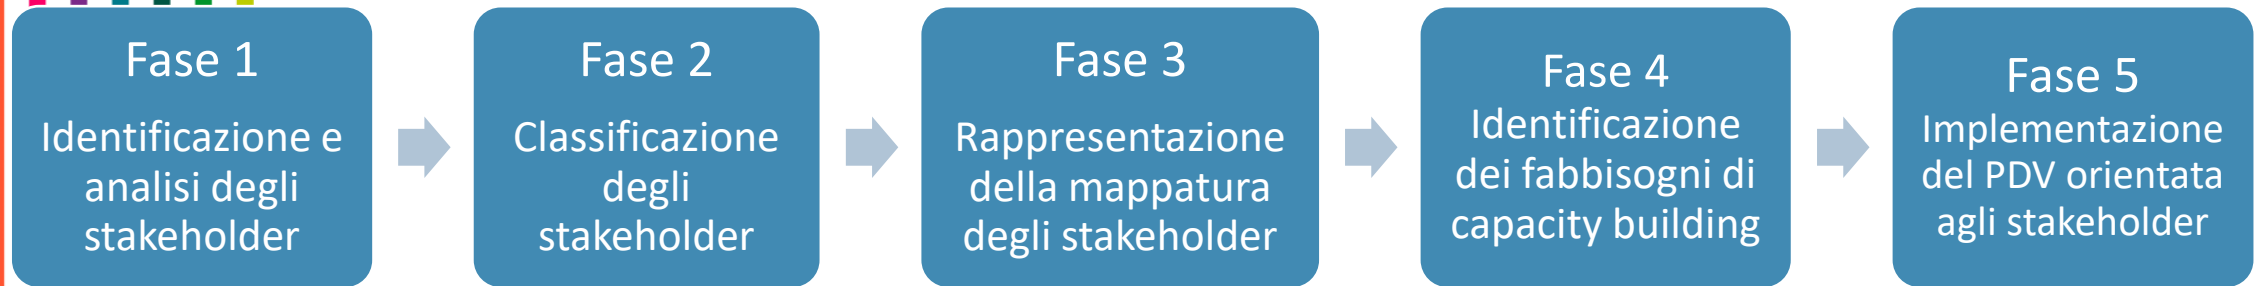 Fase 1
Identificazione e
analisi degli
stakeholder
Fase 2
Classificazione
degli
stakeholder
Fase 3
Rappresentazione
della mappatura
degli stakeholder
Fase 4
Identificazione
dei fabbisogni di
capacity building
Fase 5
Implementazione
del PDV orientata
agli stakeholder